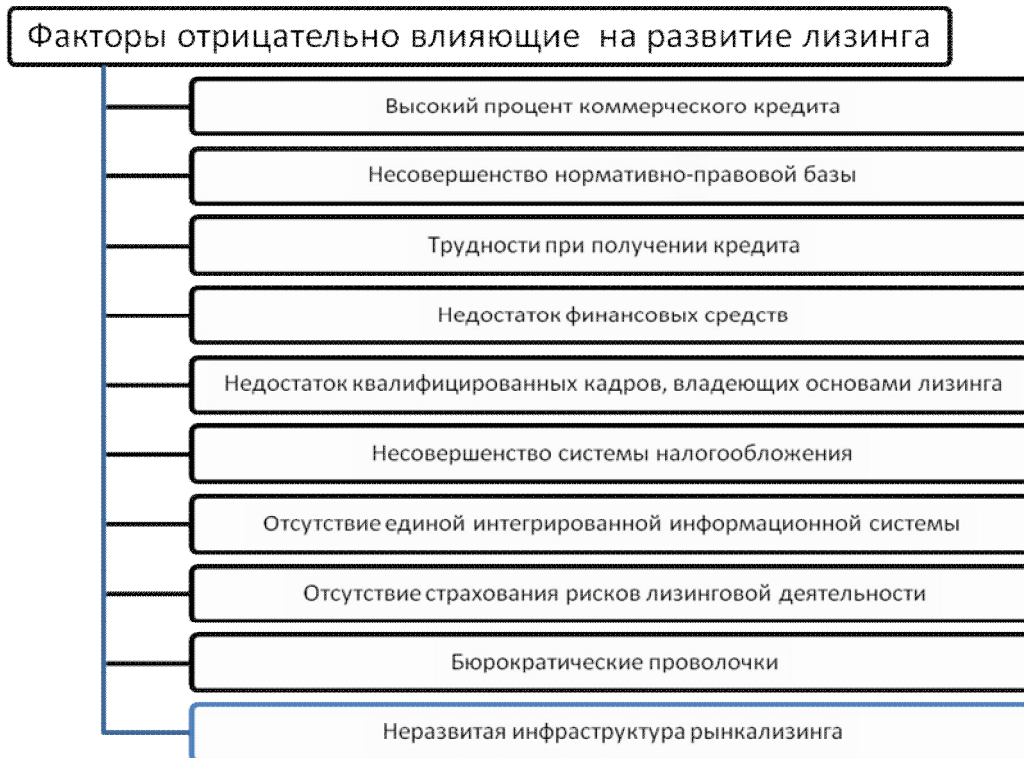 Факторы отрицательно влияющие на развитие лизинга
Высокий процент коммерческого кредита
Несовершенство нормативно-правовой базы
Трудности при получении кредита
Недостаток финансовых средств
Недостаток квалифицированных кадров, владеющих основами лизинга
Несовершенство системы налогообложения
Отсутствие единой интегрированной информационной системы
Отсутствие страхования рисков лизинговой деятельности
Бюрократические проволочки
Неразвитая инфраструктура рынкализинга